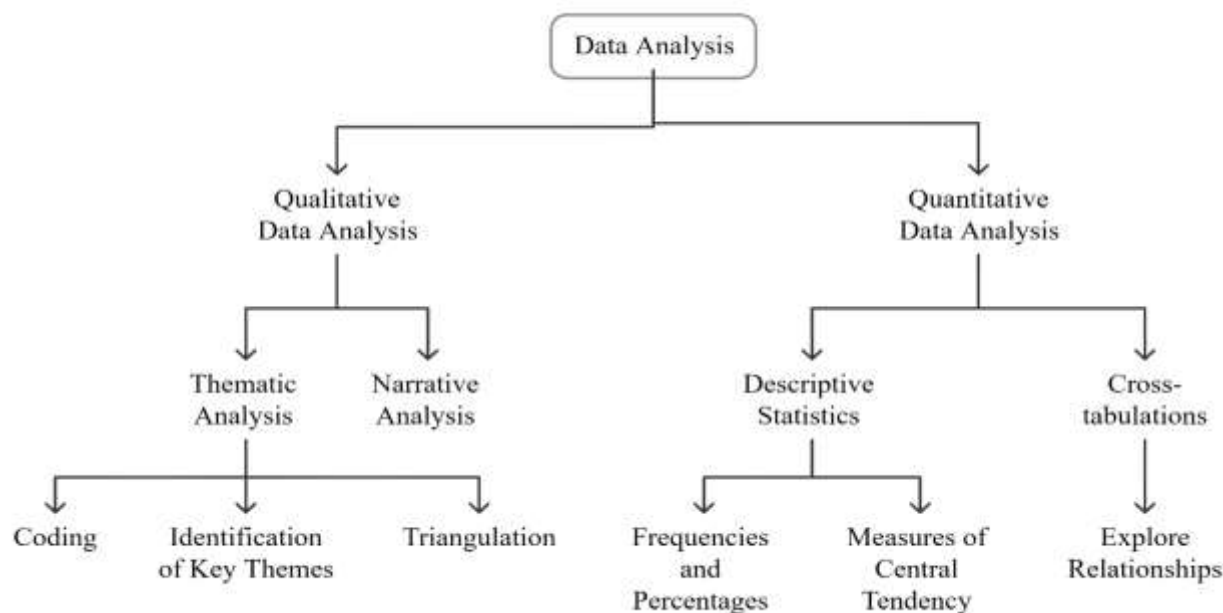 Data Analysis
Qualitative
Data Analysis
Quantitative
Data Analysis
Thematic
Analysis
Narrative
Analysis
Descriptive
Statistics
Cross-
tabulations
Coding
Identification
of Key Themes
Triangulation
Frequencies
and
Percentages
Measures of
Central
Tendency
Explore
Relationships